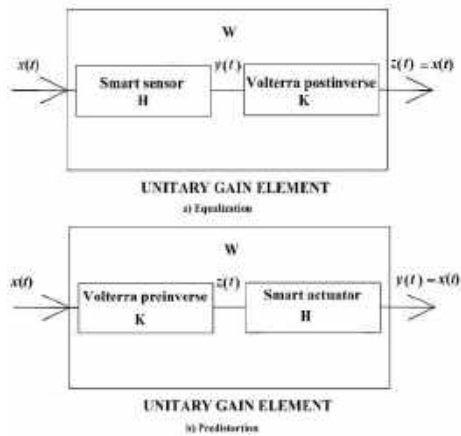 W
x(t)
y(t)
z(t) = x(t)
Smart sensor
H
Volterra postinverse
K
UNITARY GAIN ELEMENT
a) Equalization
W
x(t)
z(t)
y(t) = x(t)
Volterra preinverse
K
Smart actuator
H
UNITARY GAIN ELEMENT
b) Predistortion